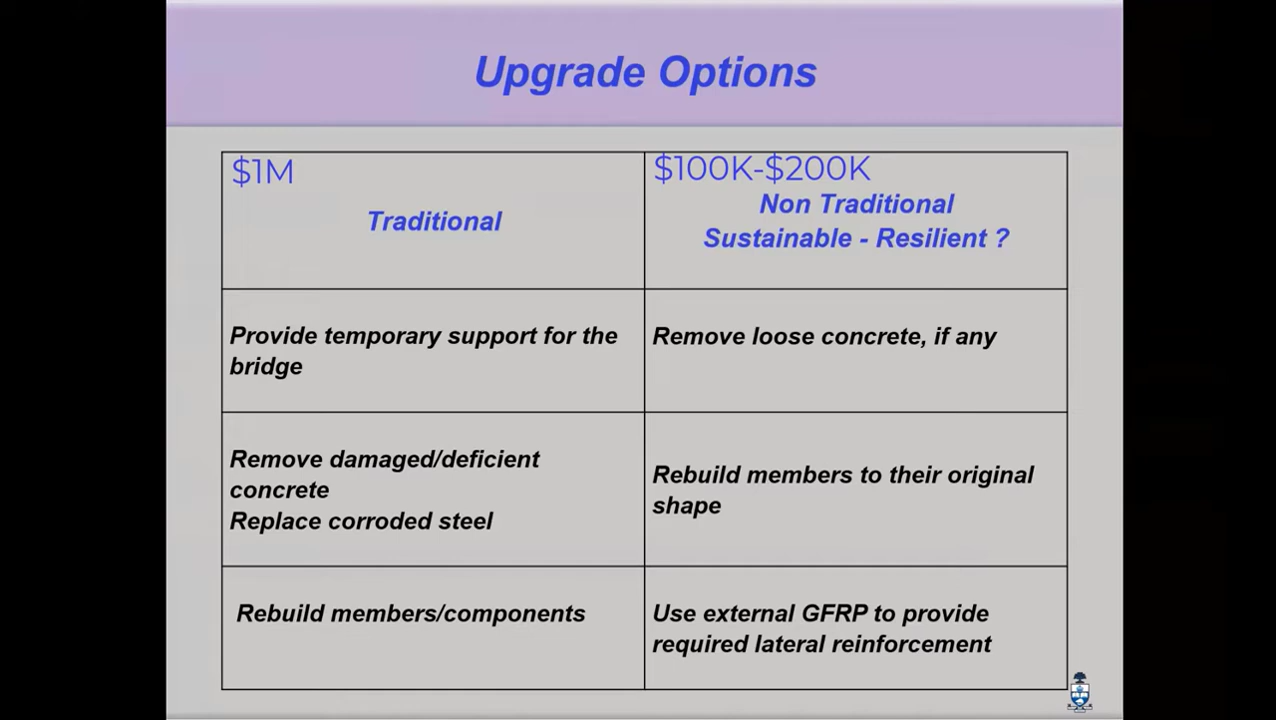 Upgrade Options
$1M
Traditional
$100K-$200K
Non Traditional
Sustainable - Resilient ?
Provide temporary support for the
bridge
Remove loose concrete, if any
Remove damaged/deficient
concrete
Replace corroded steel
Rebuild members to their original
shape
Rebuild members/components
Use external GFRP to provide
required lateral reinforcement